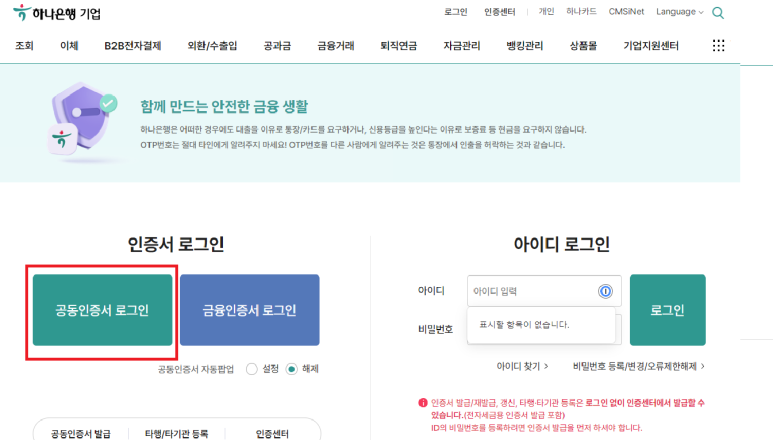 하나은행 기업
로그인 인증센터 개인 하나카드 CMSiNet Language
조회 이체 B2B전자결제 외환/수출입 공과금 금융거래 퇴직연금 자금관리 뱅킹관리 상품몰 기업지원센터
함께 만드는 안전한 금융 생활
하나은행은 어떠한 경우에도 대출을 이유로 통장/카드를 요구하거나, 신용등급을 높인다는 이유로 보증료 등 현금을 요구하지 않습니다.
OTP번호는 절대 타인에게 알려주지 마세요! OTP번호를 다른 사람에게 알려주는 것은 통장에서 인출을 허락하는 것과 같습니다.
인증서 로그인
공동인증서 로그인
금융인증서 로그인
공동인증서 자동팝업 설정 해제
공동인증서 발급 타행/타기관 등록 인증센터
아이디 로그인
아이디 아이디 입력
비밀번호 표시할 항목이 없습니다.
로그인
아이디 찾기 > 비밀번호 등록/변경/오류제한해제 >
인증서 발급/재발급, 갱신, 타행·타기관 등록은 로그인 없이 인증센터에서 발급할 수
있습니다.(전자세금용 인증서 발급 포함)
ID의 비밀번호를 등록하려면 인증서 발급을 먼저 하셔야 합니다.